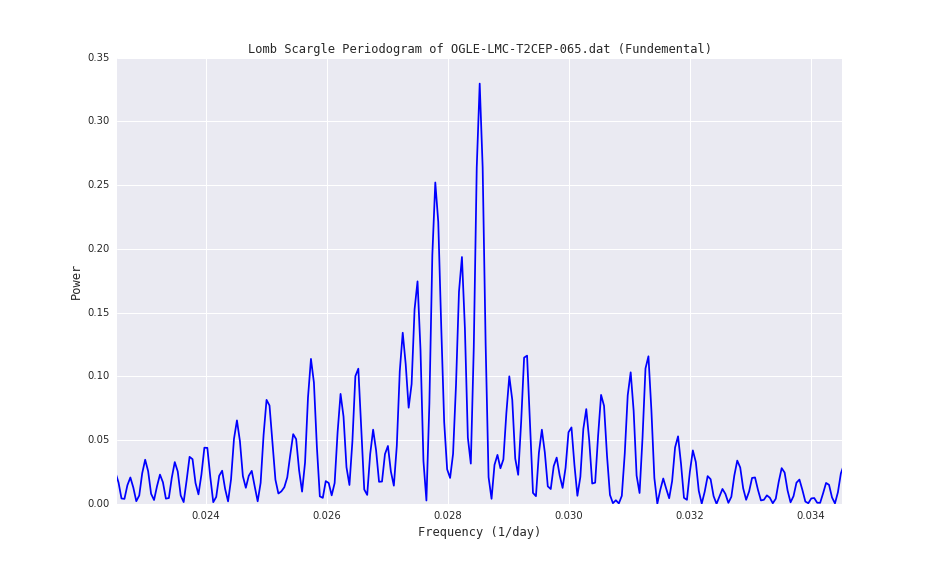 Lomb Scargle Periodogram of OGLE-LMC-T2CEP-065.dat (Fundemental)
0.35
0.30
0.25
0.20
0.15
0.10
0.05
0.00
Power
0.024 0.026 0.028 0.030 0.032 0.034
Frequency (1/day)